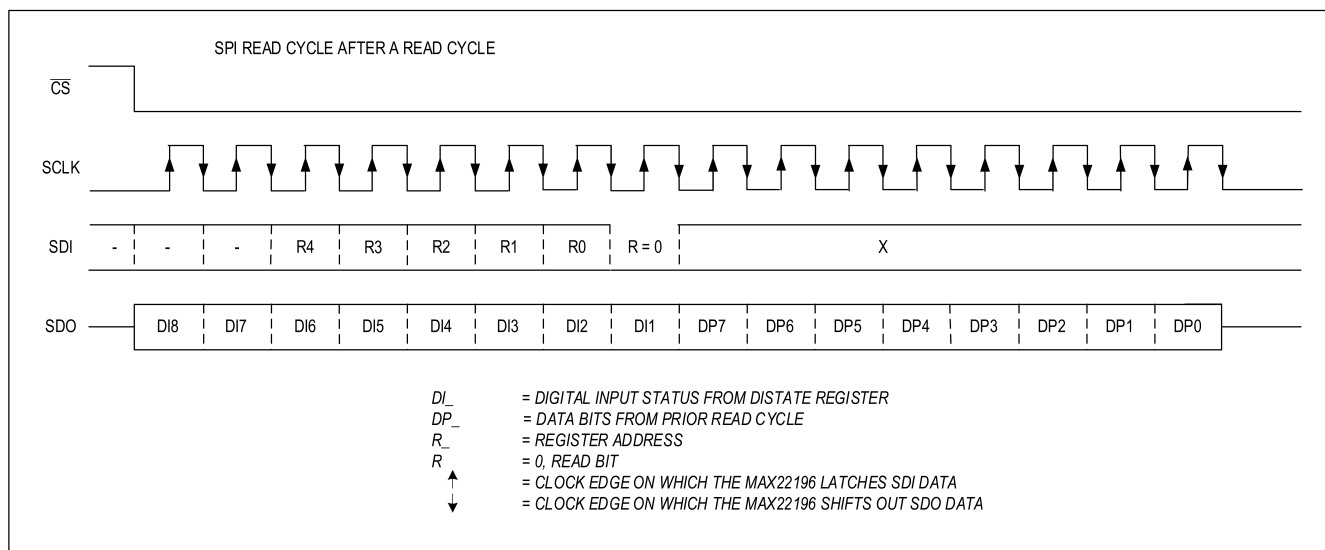 SPI READ CYCLE AFTER A READ CYCLE
CS
SCLK
SDI - - - R4 R3 R2 R1 R0 R = 0 X
SDO DI8 DI7 DI6 DI5 DI4 DI3 DI2 DI1 DP7 DP6 DP5 DP4 DP3 DP2 DP1 DP0
DI_ = DIGITAL INPUT STATUS FROM DISTATE REGISTER
DP_ = DATA BITS FROM PRIOR READ CYCLE
R_ = REGISTER ADDRESS
R = 0, READ BIT
= CLOCK EDGE ON WHICH THE MAX22196 LATCHES SDI DATA
= CLOCK EDGE ON WHICH THE MAX22196 SHIFTS OUT SDO DATA